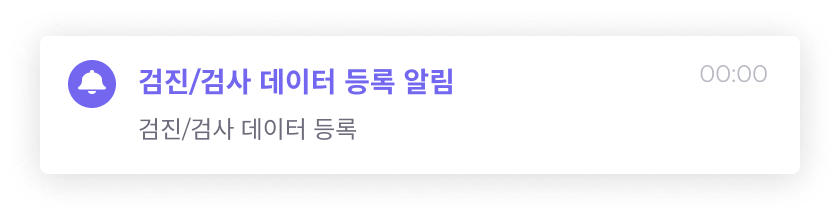 검진/검사 데이터 등록 알림
00:00
검진/검사 데이터 등록